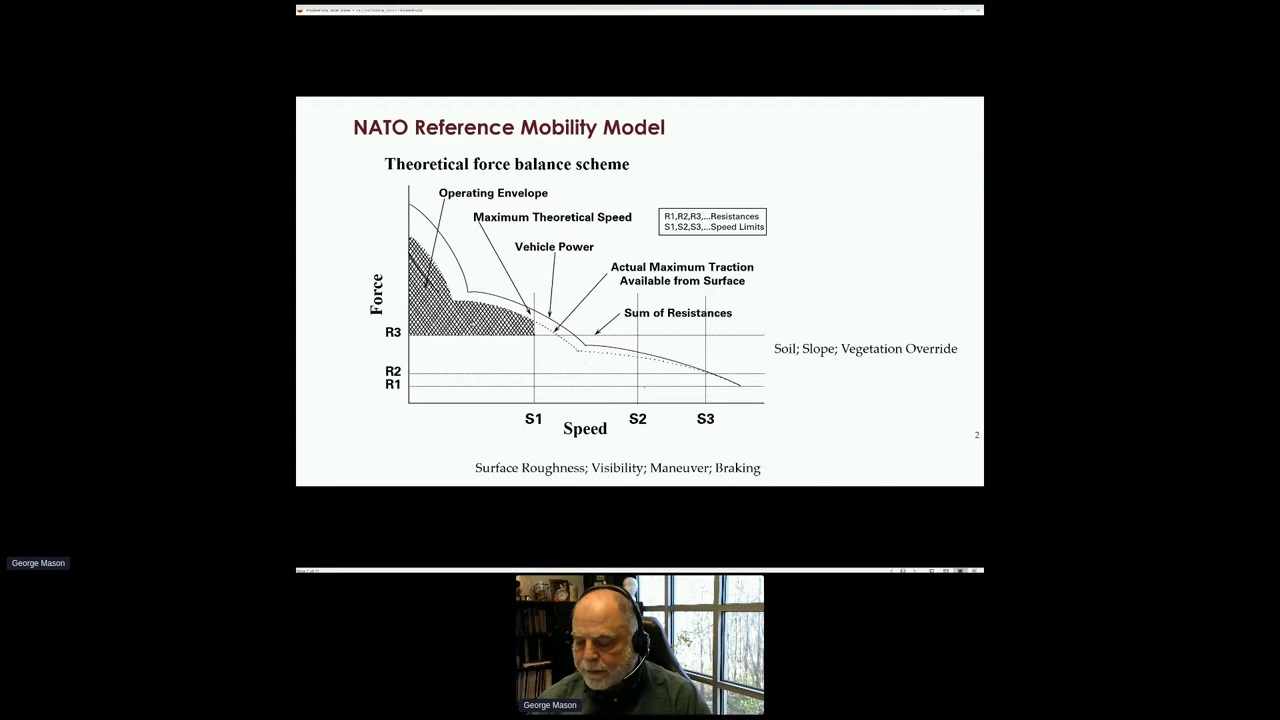 NATO Reference Mobility Model
Theoretical force balance scheme
Operating Envelope
Maximum Theoretical Speed
R1,R2,R3,...Resistances
S1,S2,S3,...Speed Limits
Vehicle Power
Actual Maximum Traction
Available from Surface
Force
Sum of Resistances
R3
Soil; Slope; Vegetation Override
R2
R1
S1
S2
S3
Speed
2
Surface Roughness; Visibility; Maneuver; Braking
George Mason
George Mason